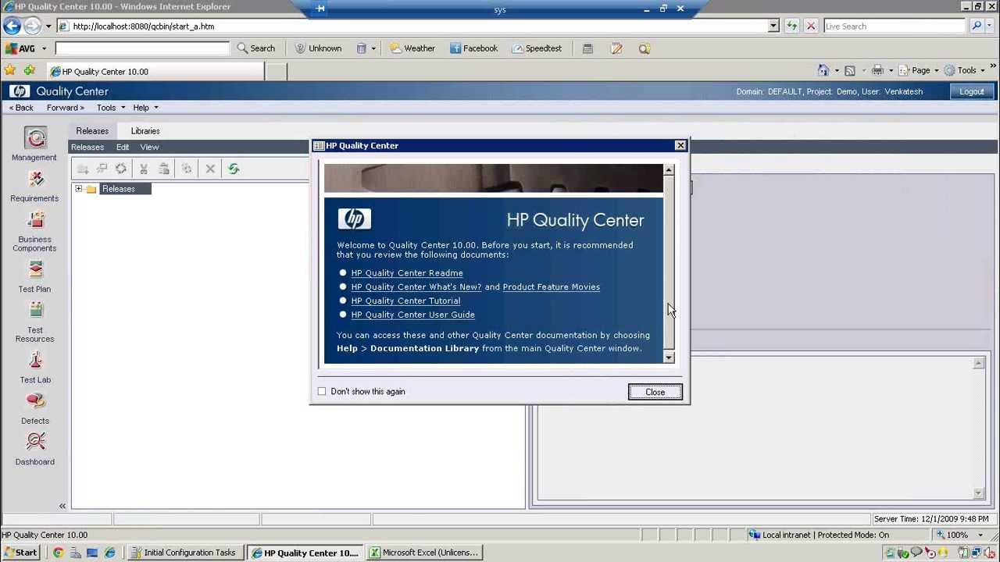 HP Quality Center 10.00 - Windows Internet Explorer
sys
http://localhost:8080/qcbin/start_a.htm
Live Search
AVG
Search
Unknown
Weather
Facebook
Speedtest
HP Quality Center 10.00
Page
Tools
hp Quality Center
Domain: DEFAULT, Project: Demo, User: Venkatesh
Logout
< Back
Forward >
Tools
Help
Releases
Libraries
Management
Requirements
Business
Components
Test Plan
Test
Resources
Test Lab
Defects
Dashboard
Releases
Edit
View
Releases
HP Quality Center
hp
HP Quality Center
Welcome to Quality Center 10.00. Before you start, it is recommended
that you review the following documents:
HP Quality Center Readme
HP Quality Center What's New? and Product Feature Movies
HP Quality Center Tutorial
HP Quality Center User Guide
You can access these and other Quality Center documentation by choosing
Help > Documentation Library from the main Quality Center window.
Don't show this again
Close
Server Time: 12/1/2009 9:48 PM
HP Quality Center 10.00
Local intranet | Protected Mode: On
100%
Start
Initial Configuration Tasks
HP Quality Center 10....
Microsoft Excel (Unlicens...
9:48 PM